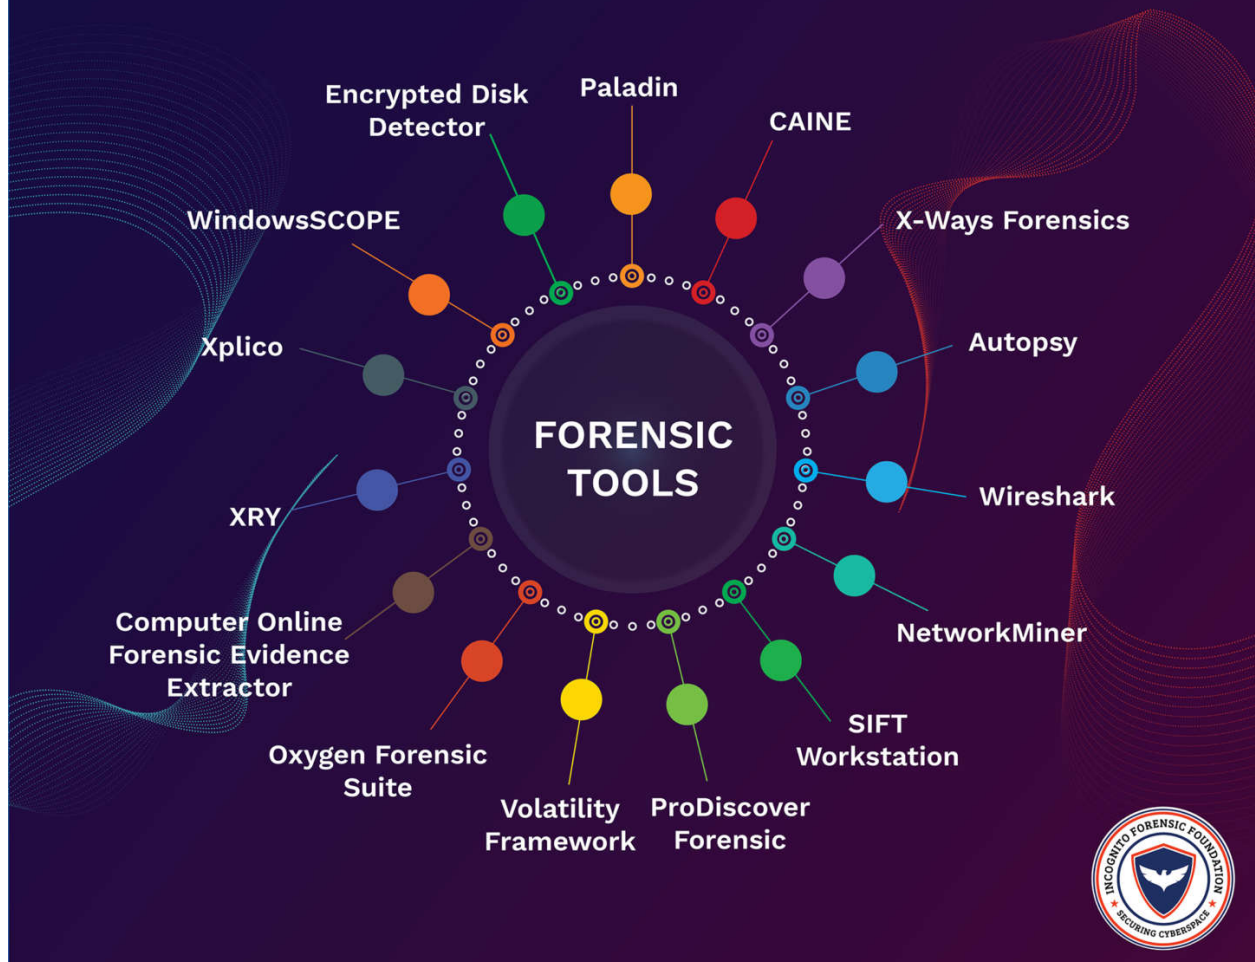 Paladin
CAINE
X-Ways Forensics
Autopsy
Wireshark
NetworkMiner
SIFT
Workstation
ProDiscover
Forensic
Volatility
Framework
Oxygen Forensic
Suite
Computer Online
Forensic Evidence
Extractor
XRY
Xplico
WindowsSCOPE
Encrypted Disk
Detector
FORENSIC
TOOLS
INCOGNITO FORENSIC FOUNDATION
SECURING CYBERSPACE